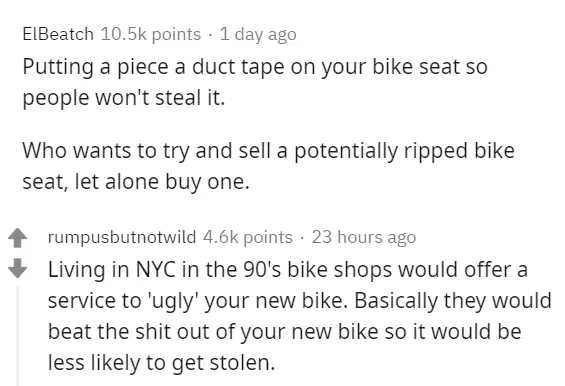 ElBeatch 10.5k points · 1 day ago
Putting a piece a duct tape on your bike seat so
people won't steal it.
Who wants to try and sell a potentially ripped bike
seat, let alone buy one.
rumpusbutnotwild 4.6k points · 23 hours ago
Living in NYC in the 90's bike shops would offer a
service to 'ugly' your new bike. Basically they would
beat the shit out of your new bike so it would be
less likely to get stolen.